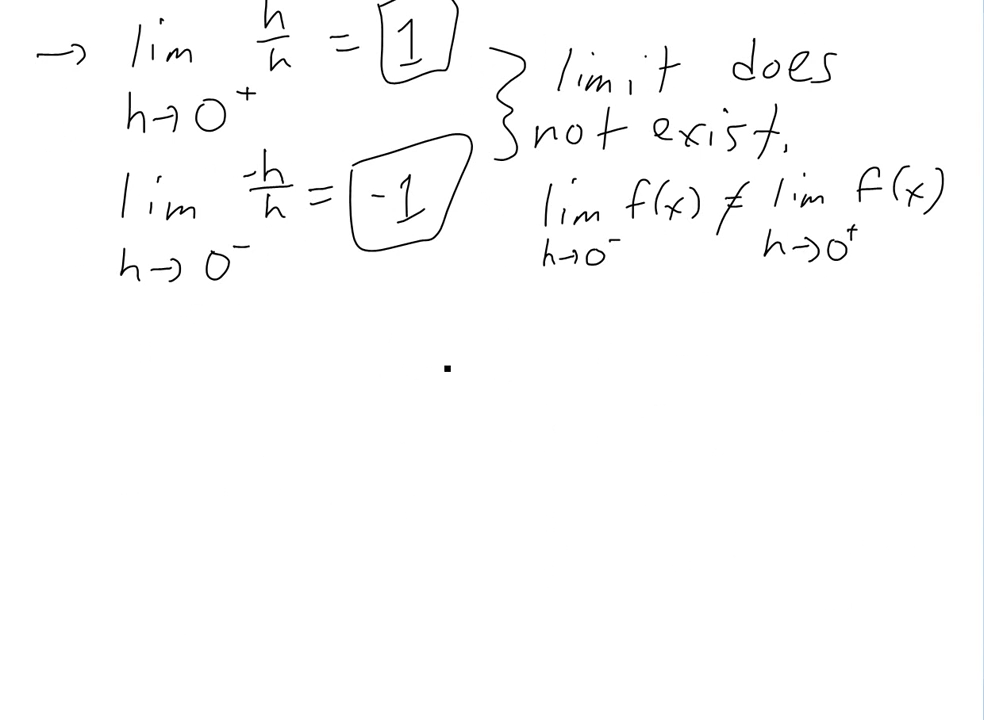 → lim h/h = 1
h→0⁺
lim -h/h = -1
h→0⁻
} limit does
not exist.
lim f(x) ≠ lim f(x)
h→0⁻ h→0⁺